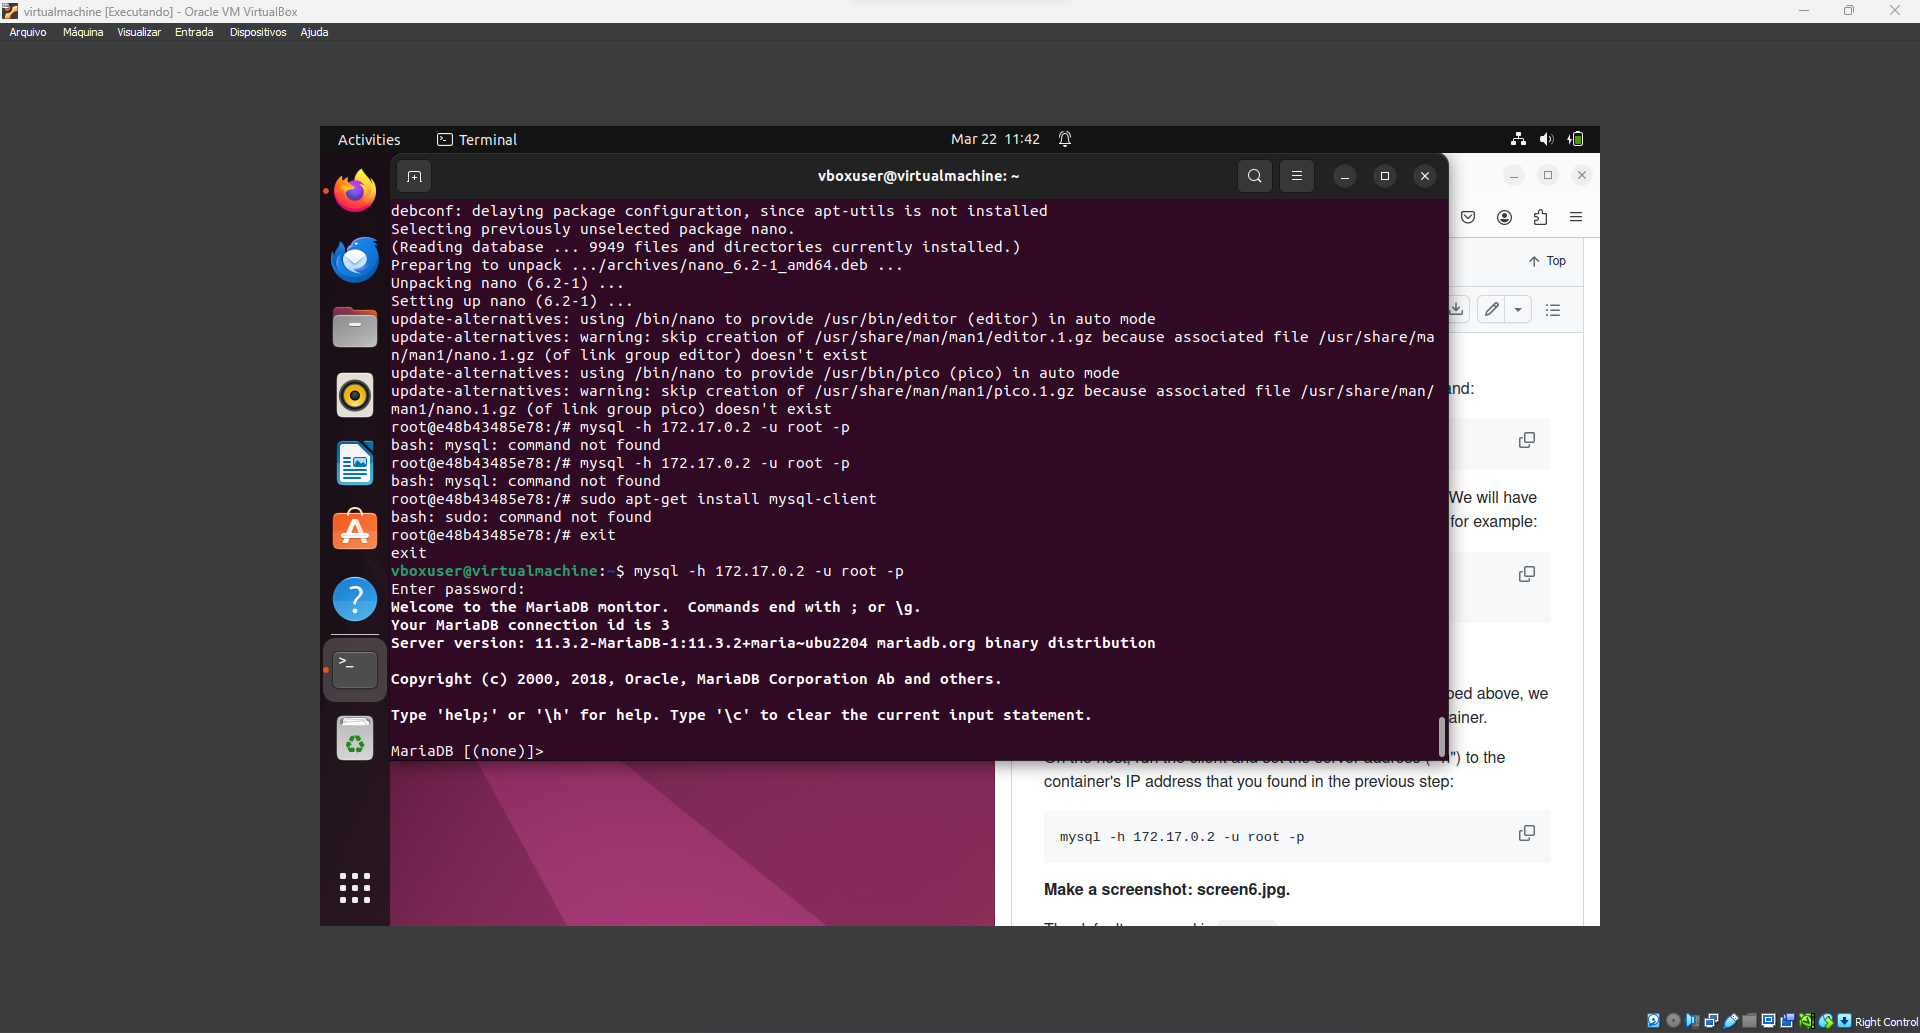 virtualmachine [Executando] - Oracle VM VirtualBox
Arquivo Máquina Visualizar Entrada Dispositivos Ajuda
Activities Terminal Mar 22 11:42
vboxuser@virtualmachine: ~
debconf: delaying package configuration, since apt-utils is not installed
Selecting previously unselected package nano.
(Reading database ... 9949 files and directories currently installed.)
Preparing to unpack .../archives/nano_6.2-1_amd64.deb ...
Unpacking nano (6.2-1) ...
Setting up nano (6.2-1) ...
update-alternatives: using /bin/nano to provide /usr/bin/editor (editor) in auto mode
update-alternatives: warning: skip creation of /usr/share/man/man1/editor.1.gz because associated file /usr/share/ma
n/man1/nano.1.gz (of link group editor) doesn't exist
update-alternatives: using /bin/nano to provide /usr/bin/pico (pico) in auto mode
update-alternatives: warning: skip creation of /usr/share/man/man1/pico.1.gz because associated file /usr/share/man/
man1/nano.1.gz (of link group pico) doesn't exist
root@e48b43485e78:/# mysql -h 172.17.0.2 -u root -p
bash: mysql: command not found
root@e48b43485e78:/# mysql -h 172.17.0.2 -u root -p
bash: mysql: command not found
root@e48b43485e78:/# sudo apt-get install mysql-client
bash: sudo: command not found
root@e48b43485e78:/# exit
exit
vboxuser@virtualmachine:~$ mysql -h 172.17.0.2 -u root -p
Enter password:
Welcome to the MariaDB monitor.  Commands end with ; or \g.
Your MariaDB connection id is 3
Server version: 11.3.2-MariaDB-1:11.3.2+maria~ubu2204 mariadb.org binary distribution
Copyright (c) 2000, 2018, Oracle, MariaDB Corporation Ab and others.
Type 'help;' or '\h' for help. Type '\c' to clear the current input statement.
MariaDB [(none)]>
Top
and:
We will have
for example:
bed above, we
ainer.
") to the
container's IP address that you found in the previous step:
mysql -h 172.17.0.2 -u root -p
Make a screenshot: screen6.jpg.
Right Control